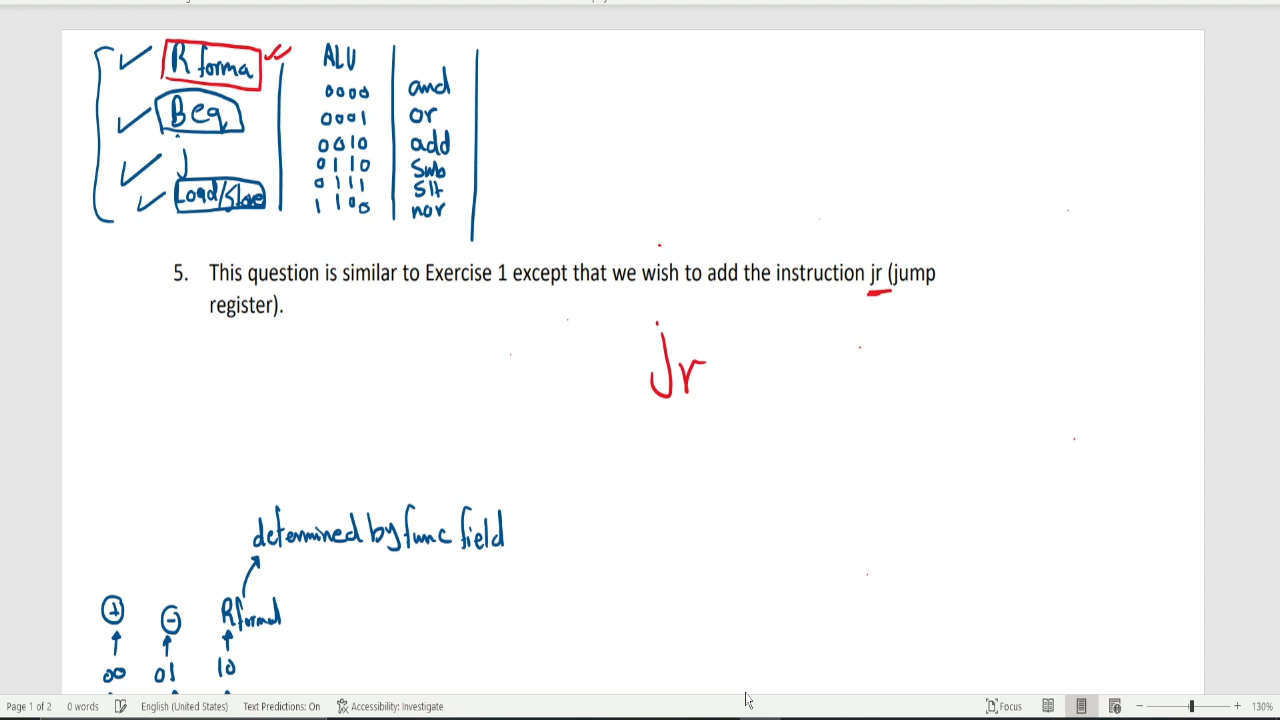 R forma ALU
0000 and
Beq 0001 or
0010 add
j 0110 sub
Load/Store 0111 slt
1100 nor
5. This question is similar to Exercise 1 except that we wish to add the instruction jr (jump
register).
jr
determined by func field
+ - R format
00 01 10
Page 1 of 2 0 words English (United States) Text Predictions: On Accessibility: Investigate Focus 130%